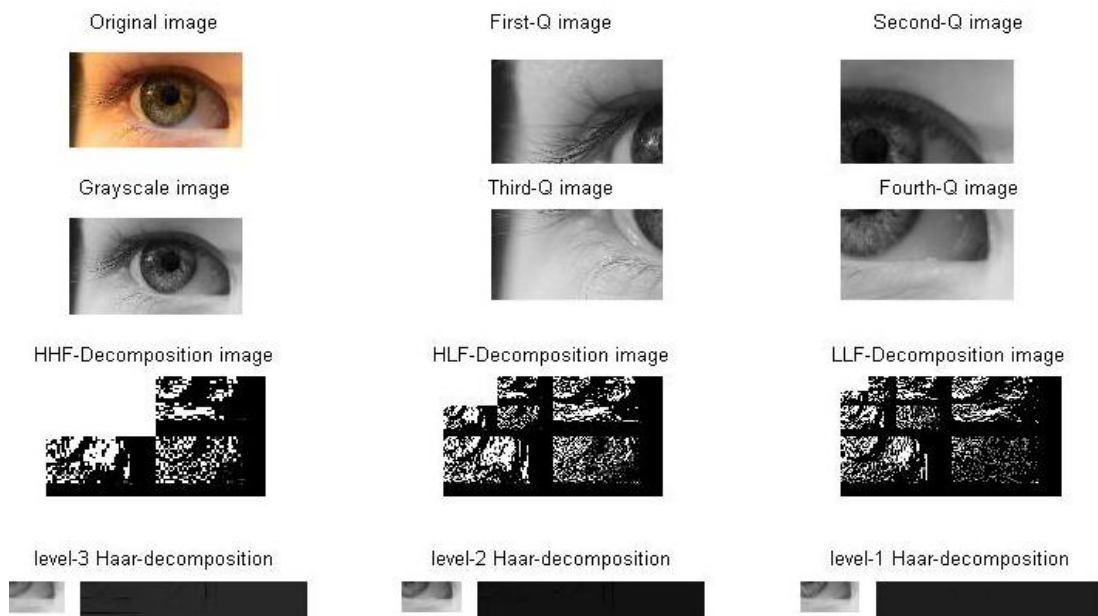 Original image
First-Q image
Second-Q image
Grayscale image
Third-Q image
Fourth-Q image
HHF-Decomposition image
HLF-Decomposition image
LLF-Decomposition image
level-3 Haar-decomposition
level-2 Haar-decomposition
level-1 Haar-decomposition